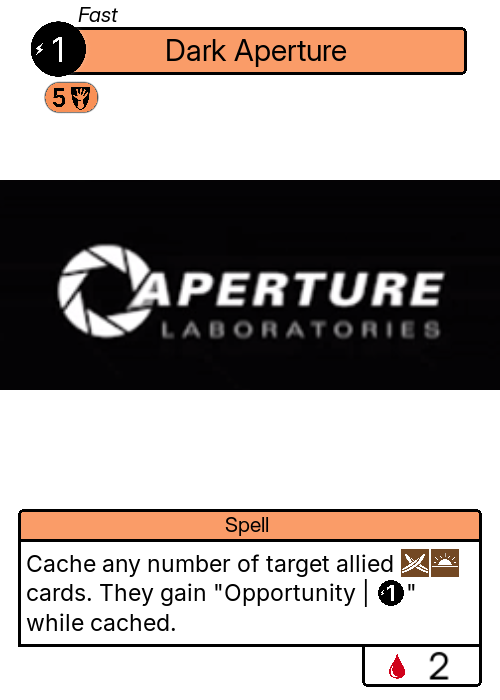 Fast
1 Dark Aperture
5
APERTURE
LABORATORIES
Spell
Cache any number of target allied
cards. They gain "Opportunity | 1"
while cached.
2